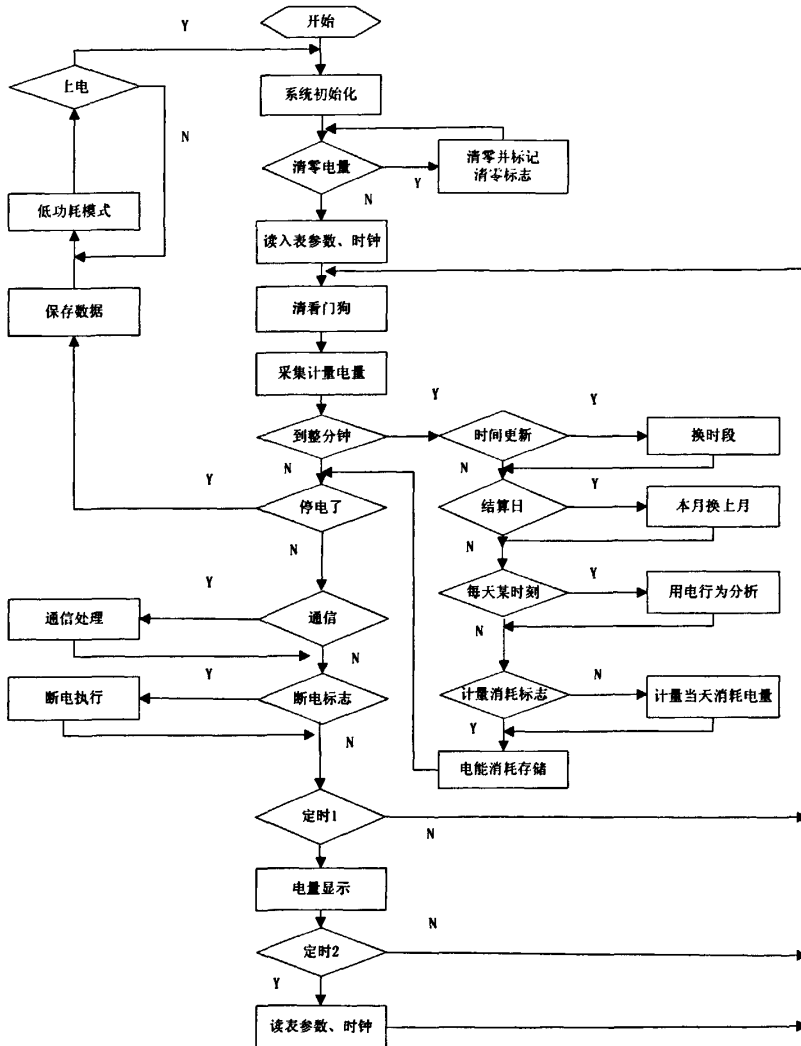 开始
Y
上电
系统初始化
N
清零电量
Y
清零并标记
清零标志
N
低功耗模式
读入表参数、时钟
保存数据
清看门狗
采集计量电量
Y
Y
到整分钟
时间更新
换时段
N
N
Y
Y
停电了
结算日
本月换上月
N
N
Y
Y
每天某时刻
用电行为分析
通信处理
通信
N
N
Y
N
断电执行
断电标志
计量消耗标志
计量当天消耗电量
N
Y
电能消耗存储
定时1
N
电量显示
N
定时2
Y
读表参数、时钟